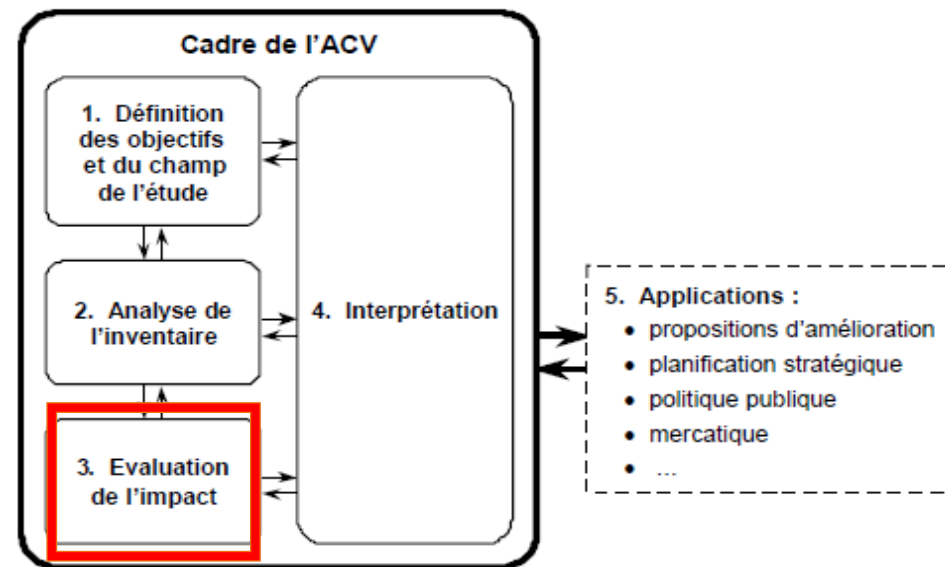 Cadre de l'ACV
1. Définition
des objectifs
et du champ
de l'étude
2. Analyse de
l'inventaire
3. Evaluation
de l'impact
4. Interprétation
5. Applications :
• propositions d'amélioration
• planification stratégique
• politique publique
• mercatique
• ...